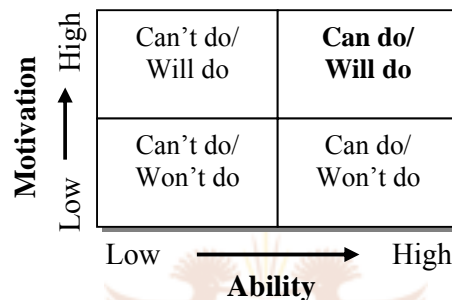 Motivation
Low
High
Can’t do/
Will do
Can do/
Will do
Can’t do/
Won’t do
Can do/
Won’t do
Low
High
Ability